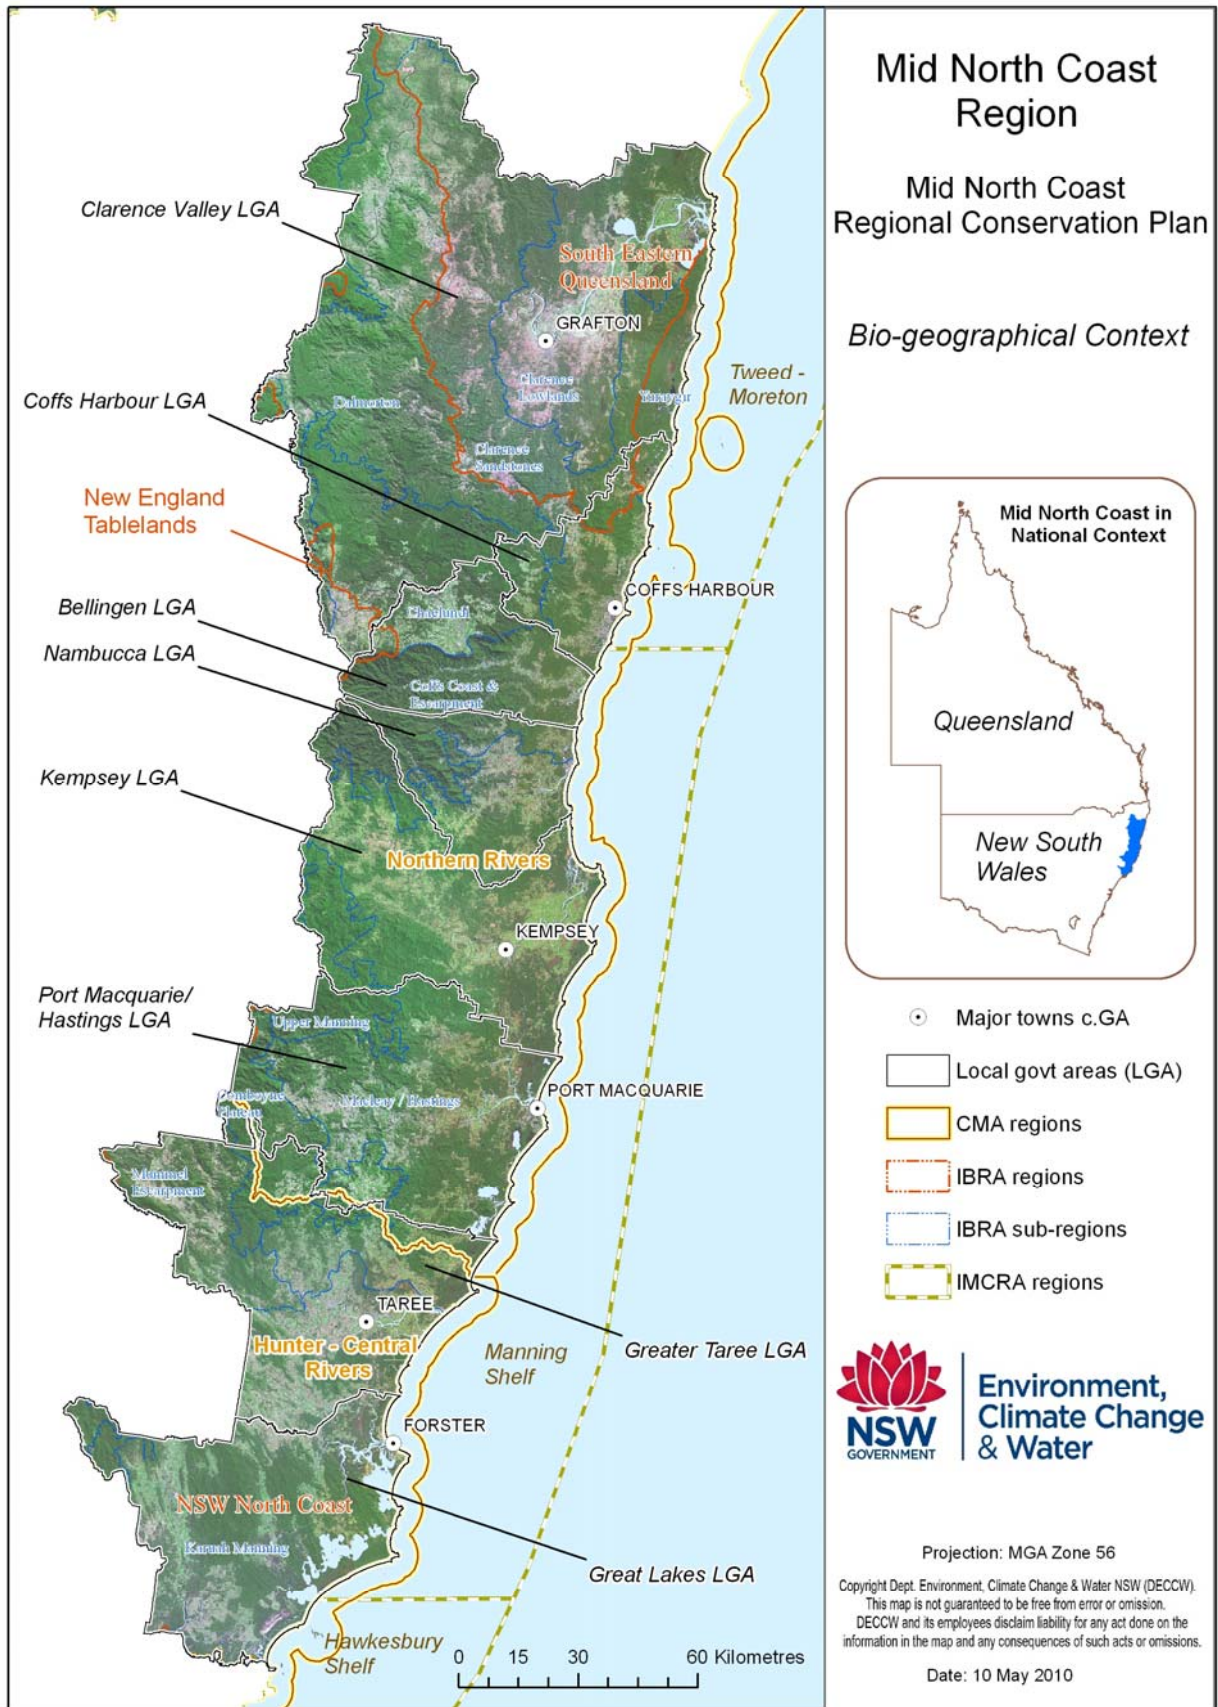 Mid North Coast
Region
Mid North Coast
Regional Conservation Plan
Bio-geographical Context
Clarence Valley LGA
South Eastern
Queensland
GRAFTON
Tweed -
Moreton
Coffs Harbour LGA
Dalmorton
Clarence
Lowlands
Yuraygir
Clarence
Sandstones
New England
Tablelands
Bellingen LGA
Chaelundi
COFFS HARBOUR
Nambucca LGA
Coffs Coast &
Escarpment
Kempsey LGA
Northern Rivers
KEMPSEY
Port Macquarie/
Hastings LGA
Upper Manning
Comboyne
Plateau
Macleay / Hastings
PORT MACQUARIE
Mummel
Escarpment
TAREE
Hunter - Central
Rivers
Manning
Shelf
Greater Taree LGA
FORSTER
NSW North Coast
Karuah Manning
Great Lakes LGA
Hawkesbury
Shelf
0 15 30 60 Kilometres
Mid North Coast in
National Context
Queensland
New South
Wales
Major towns c.GA
Local govt areas (LGA)
CMA regions
IBRA regions
IBRA sub-regions
IMCRA regions
NSW
GOVERNMENT
Environment,
Climate Change
& Water
Projection: MGA Zone 56
Copyright Dept. Environment, Climate Change & Water NSW (DECCW).
This map is not guaranteed to be free from error or omission.
DECCW and its employees disclaim liability for any act done on the
information in the map and any consequences of such acts or omissions.
Date: 10 May 2010